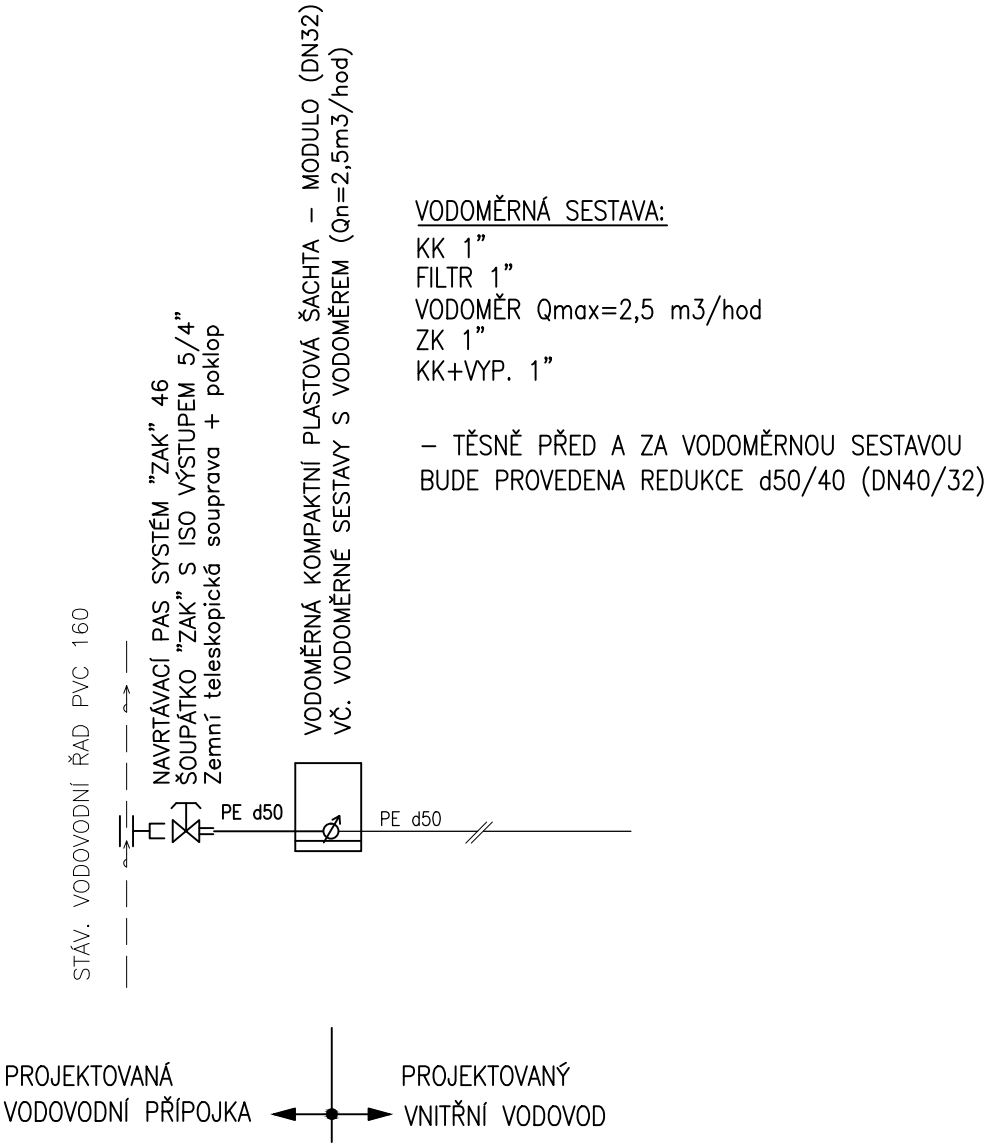 STÁV. VODOVODNÍ ŘAD PVC 160
NAVRTÁVACÍ PAS SYSTÉM "ZAK" 46
ŠOUPÁTKO "ZAK" S ISO VÝSTUPEM 5/4"
Zemní teleskopická souprava + poklop
VODOMĚRNÁ KOMPAKTNÍ PLASTOVÁ ŠACHTA – MODULO (DN32)
VČ. VODOMĚRNÉ SESTAVY S VODOMĚREM (Qn=2,5m3/hod)
VODOMĚRNÁ SESTAVA:
KK 1"
FILTR 1"
VODOMĚR Qmax=2,5 m3/hod
ZK 1"
KK+VYP. 1"
– TĚSNĚ PŘED A ZA VODOMĚRNOU SESTAVOU
BUDE PROVEDENA REDUKCE d50/40 (DN40/32)
PE d50
PE d50
PROJEKTOVANÁ
VODOVODNÍ PŘÍPOJKA
PROJEKTOVANÝ
VNITŘNÍ VODOVOD